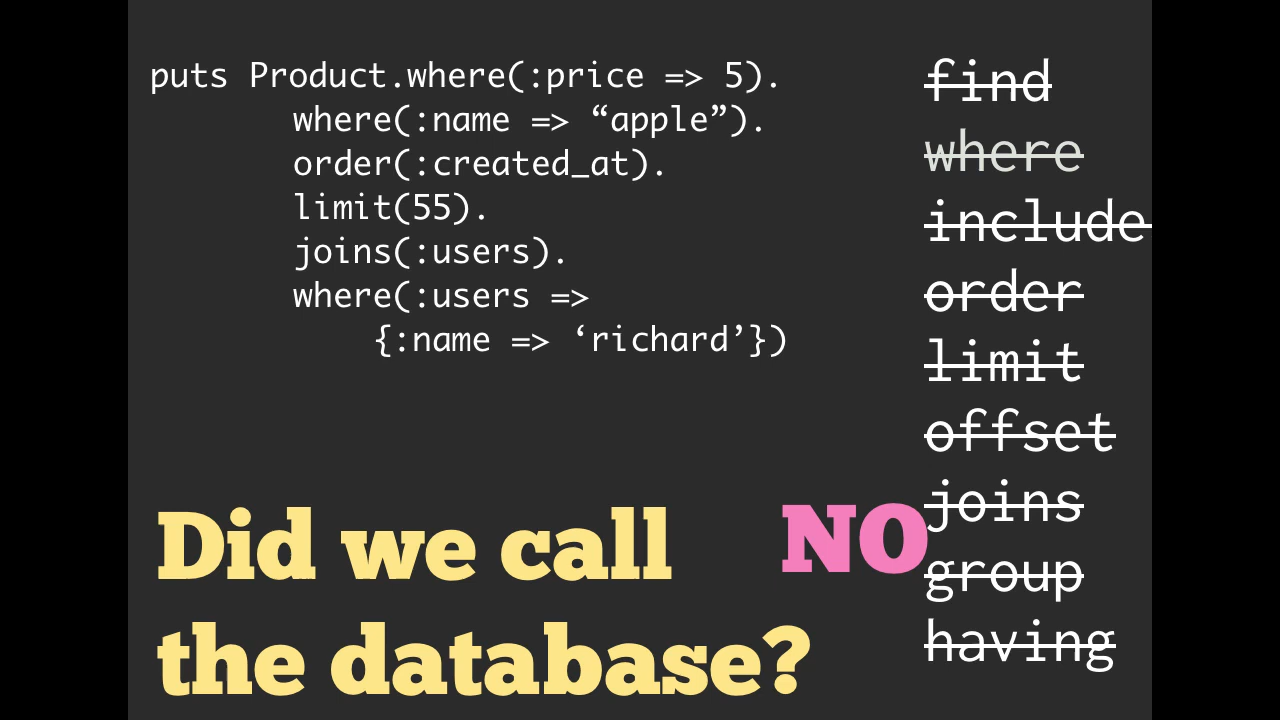 puts Product.where(:price => 5).
where(:name => “apple”).
order(:created_at).
limit(55).
joins(:users).
where(:users =>
{:name => ‘richard’})
find
where
include
order
limit
offset
joins
group
having
Did we call
the database?
NO